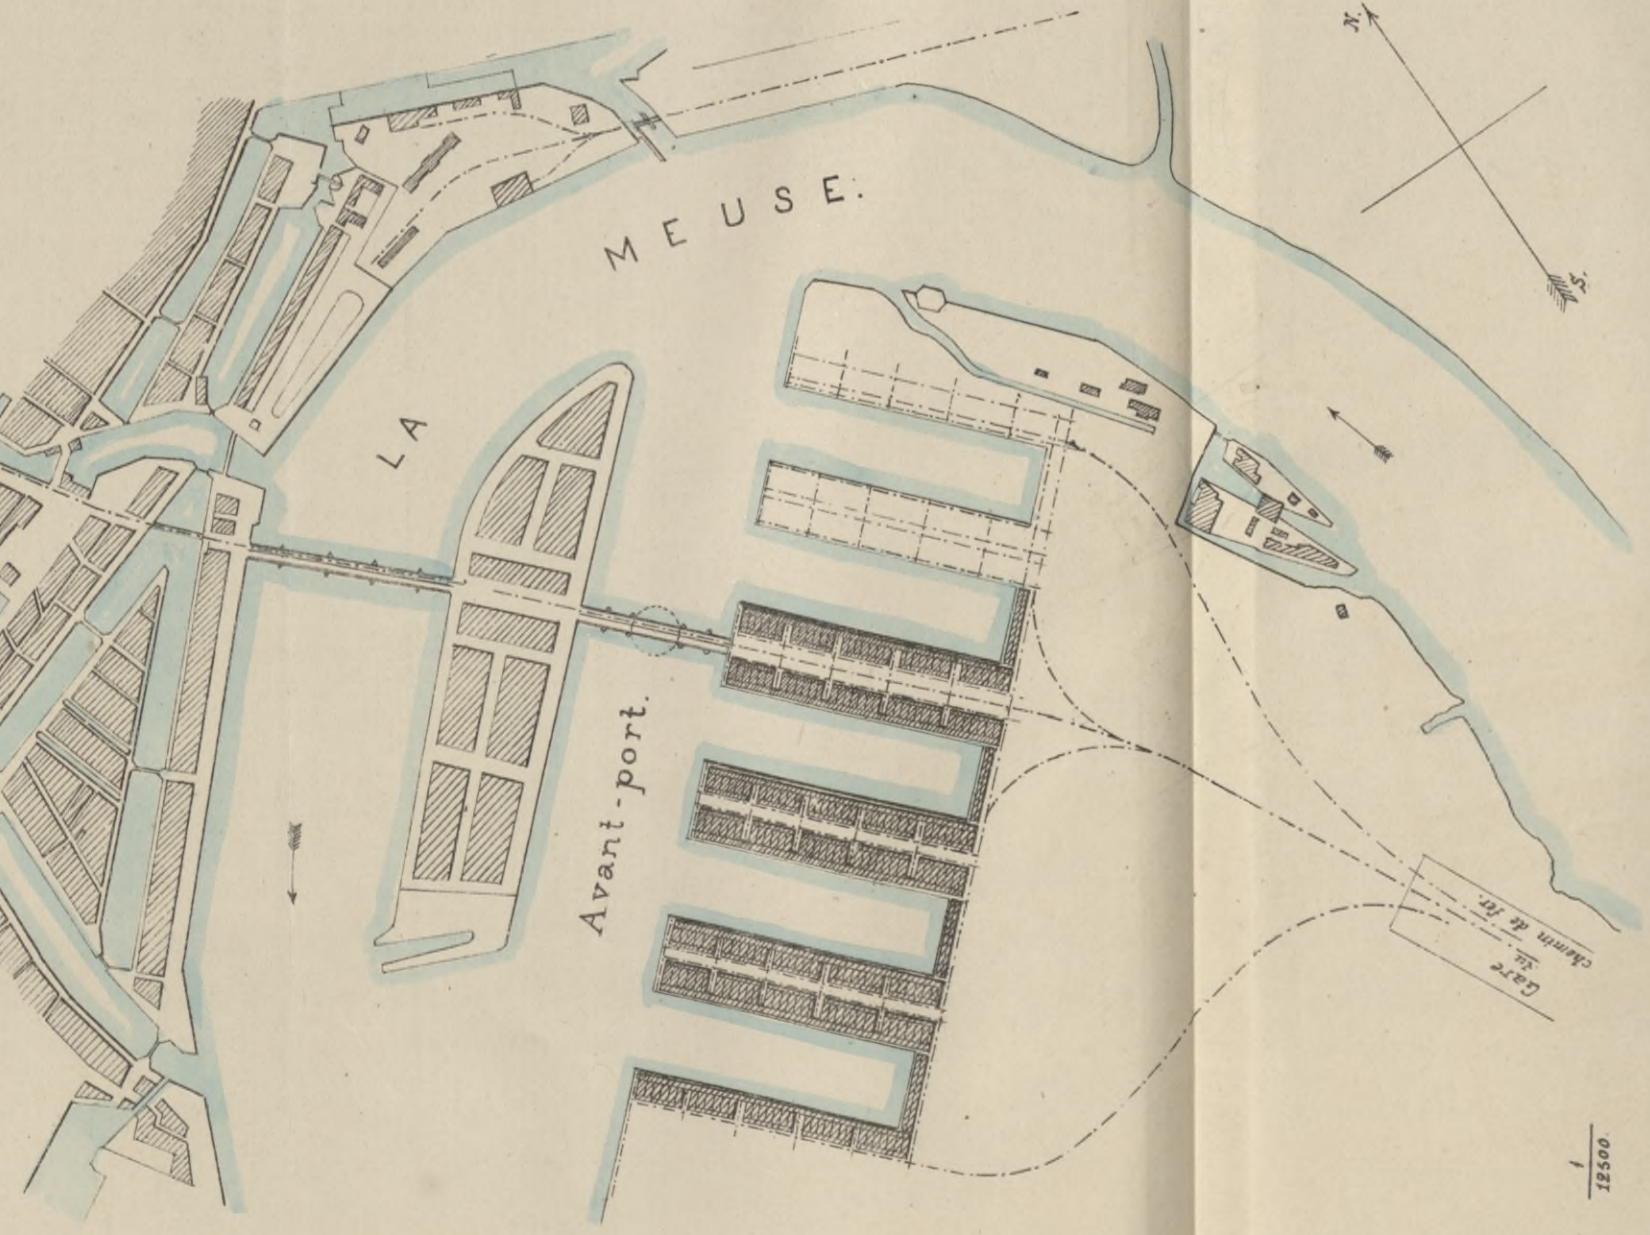 N.
S.
LA MEUSE.
Avant-port.
Gare
du
chemin de fer.
1
12500